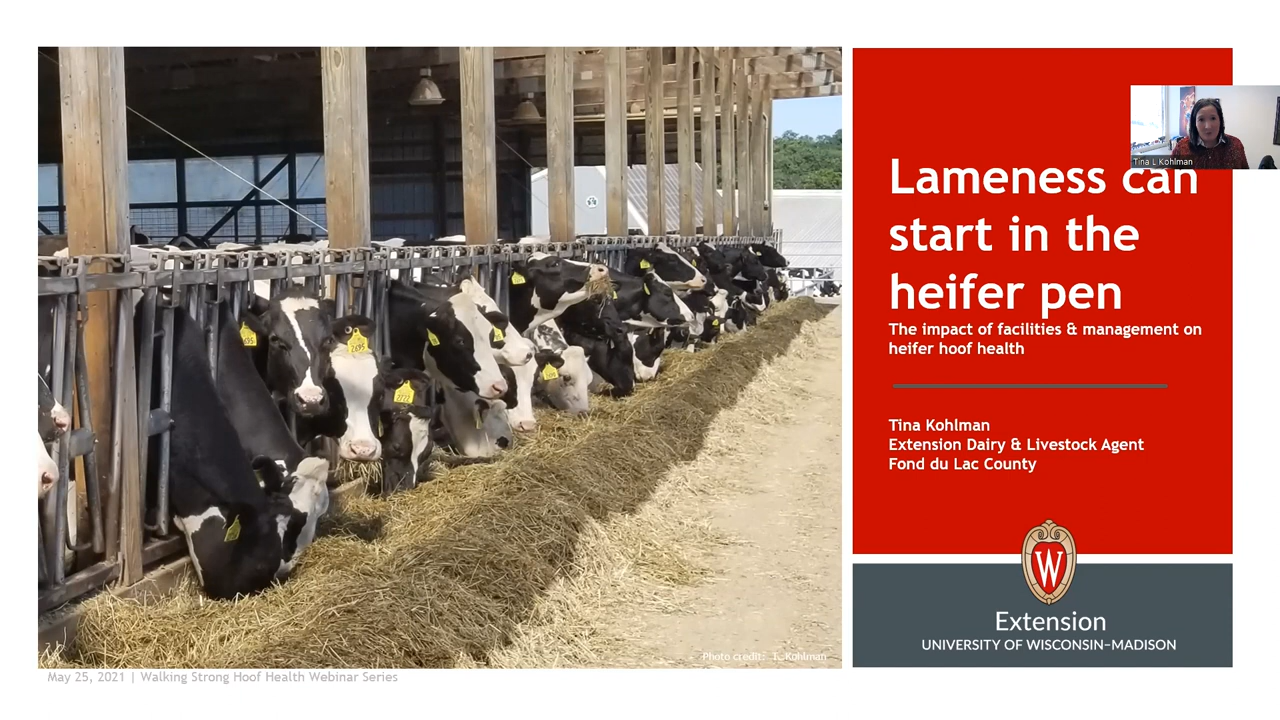 Lameness can
start in the
heifer pen
The impact of facilities & management on
heifer hoof health
Tina Kohlman
Extension Dairy & Livestock Agent
Fond du Lac County
W
Extension
UNIVERSITY OF WISCONSIN–MADISON
Tina L Kohlman
2695
Photo credit: T. Kohlman
May 25, 2021 | Walking Strong Hoof Health Webinar Series